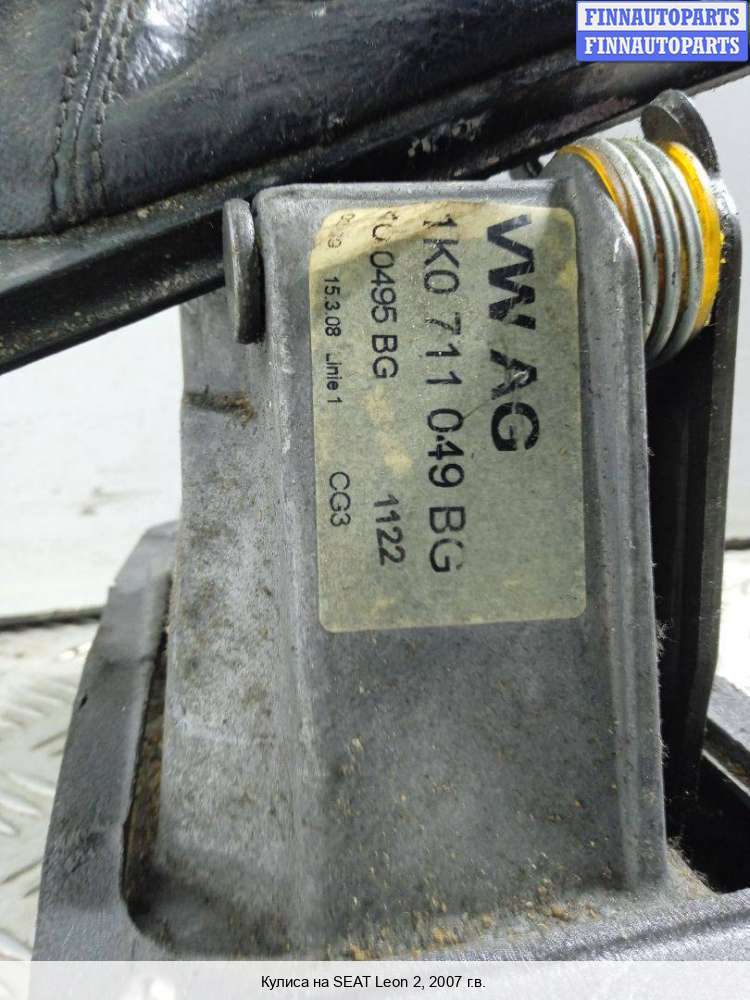 FINNAUTOPARTS
FINNAUTOPARTS
VW AG
1K0 711 049 BG
0495 BG 1122
15.3.08 Linie 1 CG3
Кулиса на SEAT Leon 2, 2007 г.в.